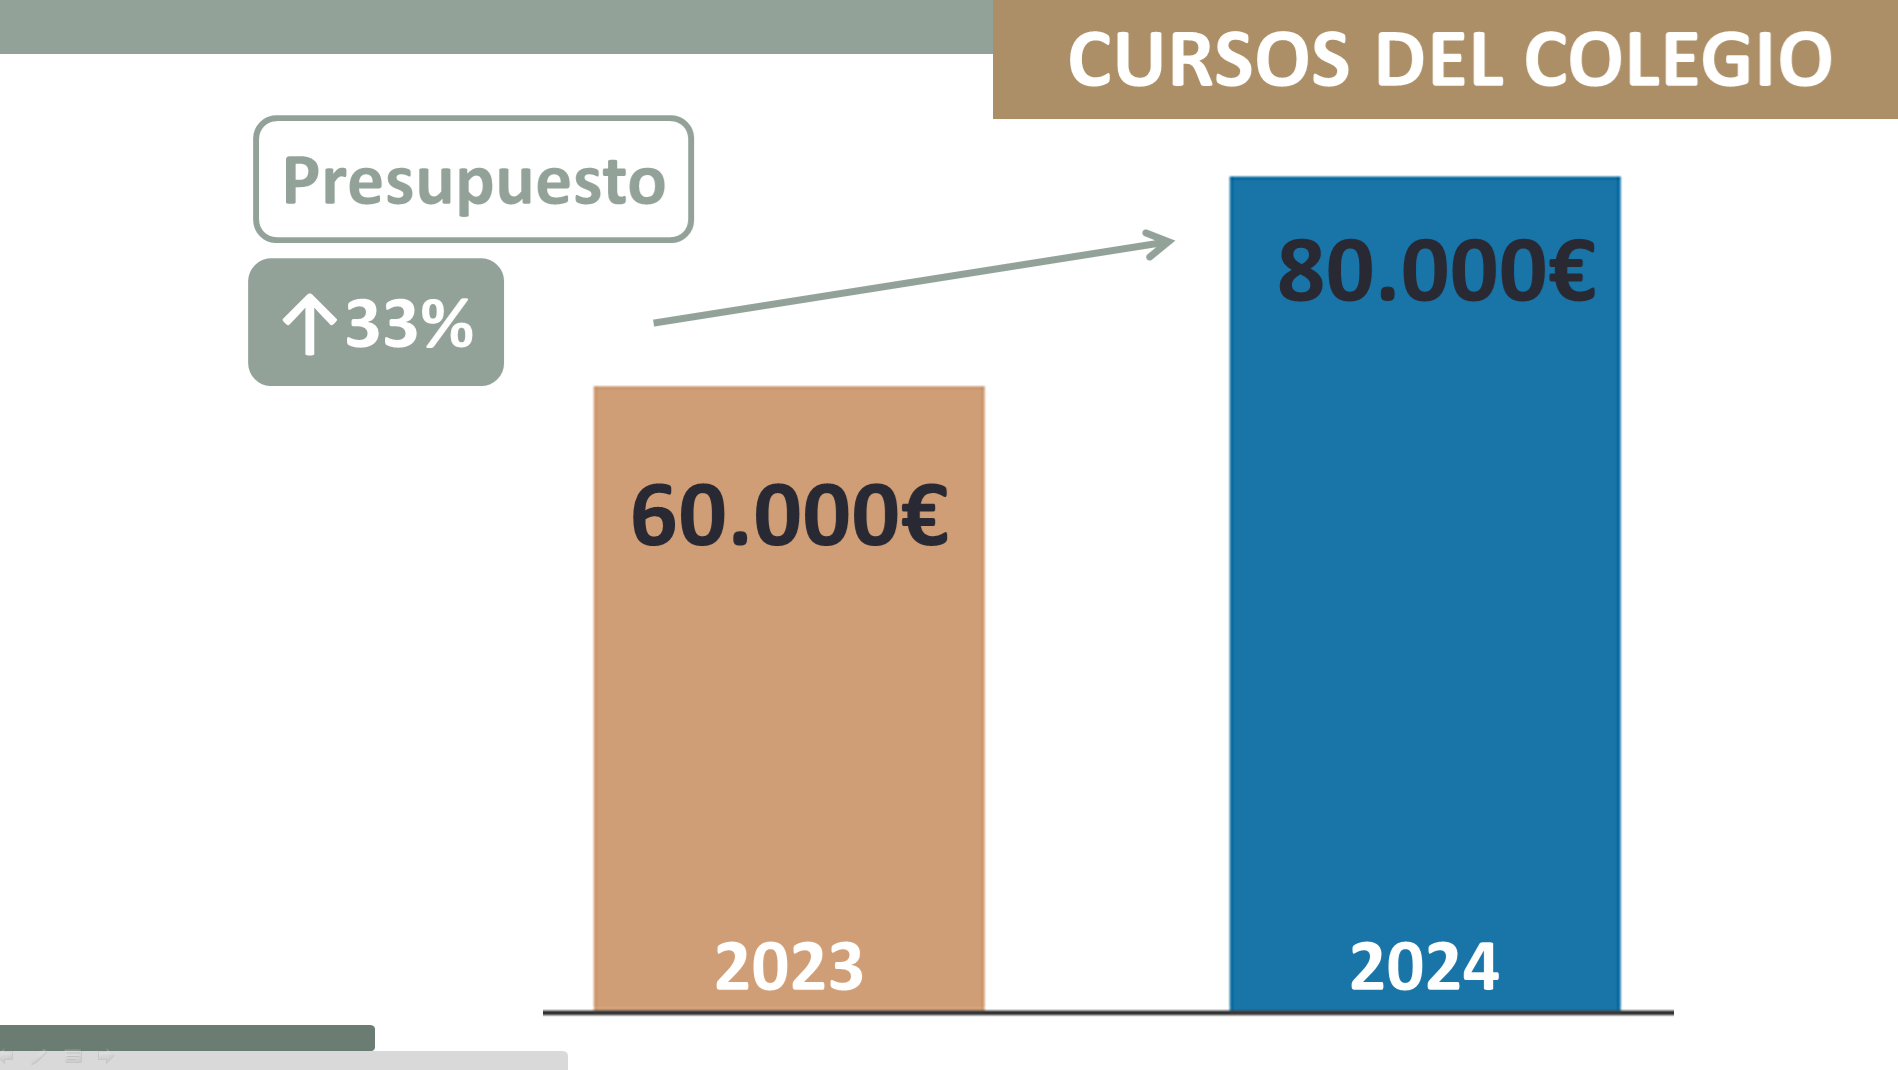 CURSOS DEL COLEGIO
Presupuesto
↑33%
80.000€
60.000€
2023
2024